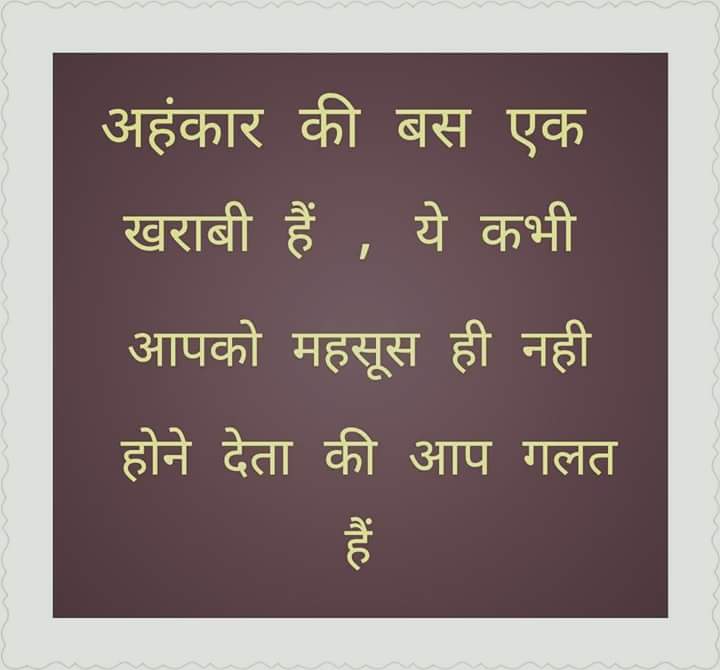 अहंकार की बस एक
खराबी हैं , ये कभी
आपको महसूस ही नही
होने देता की आप गलत
हैं